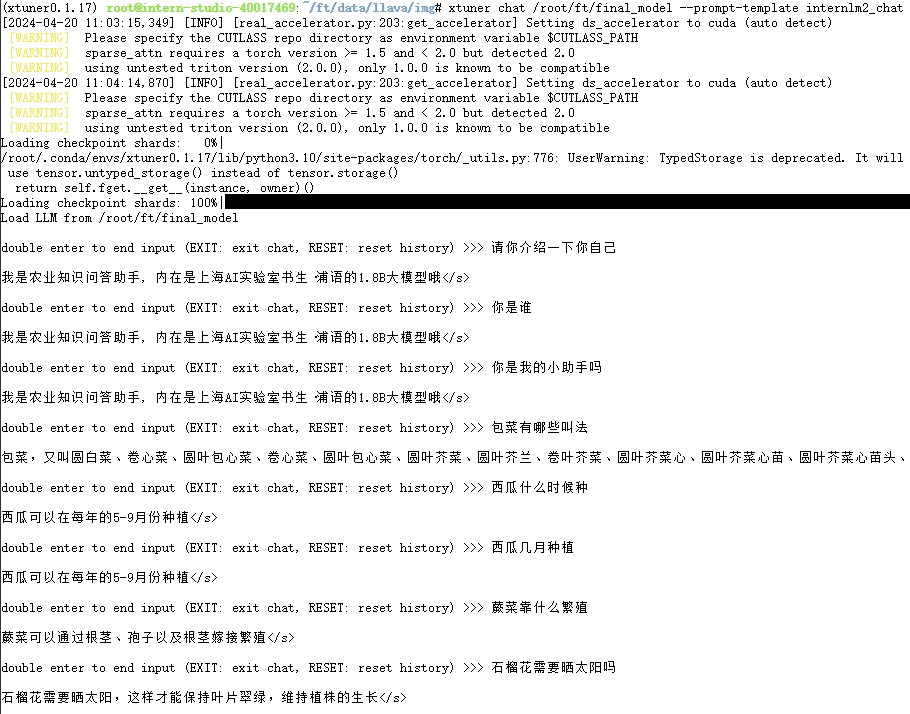 (xtuner0.1.17) root@intern-studio-40017469:~/ft/data/llava/img# xtuner chat /root/ft/final_model --prompt-template internlm2_chat
[2024-04-20 11:03:15,349] [INFO] [real_accelerator.py:203:get_accelerator] Setting ds_accelerator to cuda (auto detect)
[WARNING]  Please specify the CUTLASS repo directory as environment variable $CUTLASS_PATH
[WARNING]  sparse_attn requires a torch version >= 1.5 and < 2.0 but detected 2.0
[WARNING]  using untested triton version (2.0.0), only 1.0.0 is known to be compatible
[2024-04-20 11:04:14,870] [INFO] [real_accelerator.py:203:get_accelerator] Setting ds_accelerator to cuda (auto detect)
[WARNING]  Please specify the CUTLASS repo directory as environment variable $CUTLASS_PATH
[WARNING]  sparse_attn requires a torch version >= 1.5 and < 2.0 but detected 2.0
[WARNING]  using untested triton version (2.0.0), only 1.0.0 is known to be compatible
Loading checkpoint shards:   0%|
/root/.conda/envs/xtuner0.1.17/lib/python3.10/site-packages/torch/_utils.py:776: UserWarning: TypedStorage is deprecated. It will
use tensor.untyped_storage() instead of tensor.storage()
return self.fget.__get__(instance, owner)()
Loading checkpoint shards: 100%|
Load LLM from /root/ft/final_model
double enter to end input (EXIT: exit chat, RESET: reset history) >>> 请你介绍一下你自己
我是农业知识问答助手, 内在是上海AI实验室书生·浦语的1.8B大模型哦</s>
double enter to end input (EXIT: exit chat, RESET: reset history) >>> 你是谁
我是农业知识问答助手, 内在是上海AI实验室书生·浦语的1.8B大模型哦</s>
double enter to end input (EXIT: exit chat, RESET: reset history) >>> 你是我的小助手吗
我是农业知识问答助手, 内在是上海AI实验室书生·浦语的1.8B大模型哦</s>
double enter to end input (EXIT: exit chat, RESET: reset history) >>> 包菜有哪些叫法
包菜，又叫圆白菜、卷心菜、圆叶包心菜、卷心菜、圆叶包心菜、圆叶芥菜、圆叶芥兰、卷叶芥菜、圆叶芥菜心、圆叶芥菜心苗、圆叶芥菜心苗头、
double enter to end input (EXIT: exit chat, RESET: reset history) >>> 西瓜什么时候种
西瓜可以在每年的5-9月份种植</s>
double enter to end input (EXIT: exit chat, RESET: reset history) >>> 西瓜几月种植
西瓜可以在每年的5-9月份种植</s>
double enter to end input (EXIT: exit chat, RESET: reset history) >>> 蕨菜靠什么繁殖
蕨菜可以通过根茎、孢子以及根茎嫁接繁殖</s>
double enter to end input (EXIT: exit chat, RESET: reset history) >>> 石榴花需要晒太阳吗
石榴花需要晒太阳，这样才能保持叶片翠绿，维持植株的生长</s>